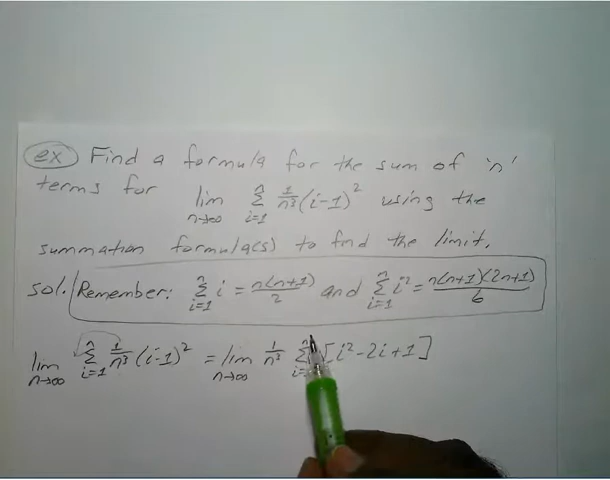 ex Find a formula for the sum of 'n'
terms for lim n→∞ Σ i=1 n 1/n³ (i-1)² using the
summation formula(s) to find the limit.
sol. Remember: Σ i=1 n i = n(n+1)/2 and Σ i=1 n i² = n(n+1)(2n+1)/6
lim n→∞ Σ i=1 n 1/n³ (i-1)² = lim n→∞ 1/n³ Σ i= n [i²-2i+1]